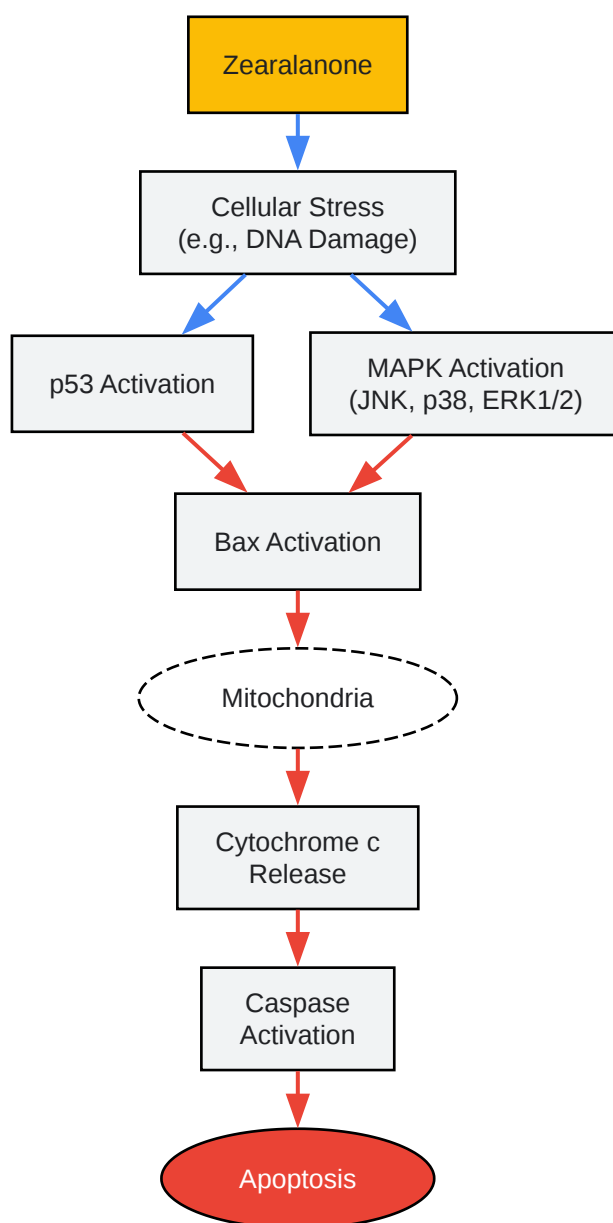 Zearalanone
Cellular Stress
(e.g., DNA Damage)
p53 Activation
MAPK Activation
(JNK, p38, ERK1/2)
Bax Activation
Mitochondria
Cytochrome c
Release
Caspase
Activation
Apoptosis